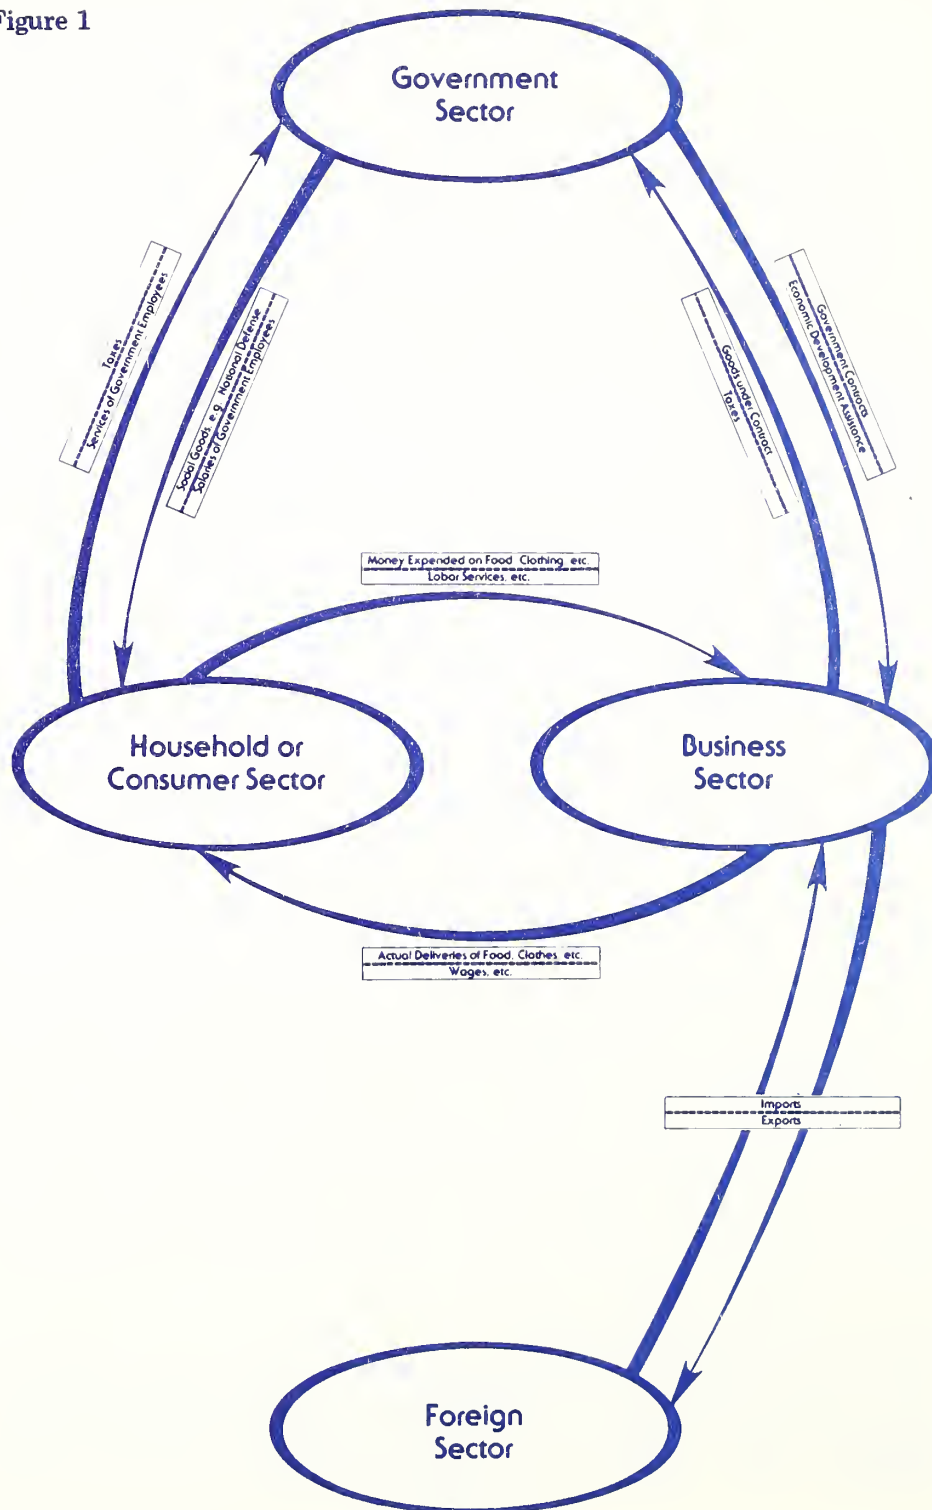 Figure 1
Government
Sector
Taxes
Services of Government Employees
Social Goods, e.g. National Defense
Salaries of Government Employees
Goods under Contract
Taxes
Government Contracts
Economic Development Assistance
Money Expended on Food Clothing etc.
Labor Services, etc.
Household or
Consumer Sector
Business
Sector
Actual Deliveries of Food, Clothes, etc.
Wages, etc.
Imports
Exports
Foreign
Sector